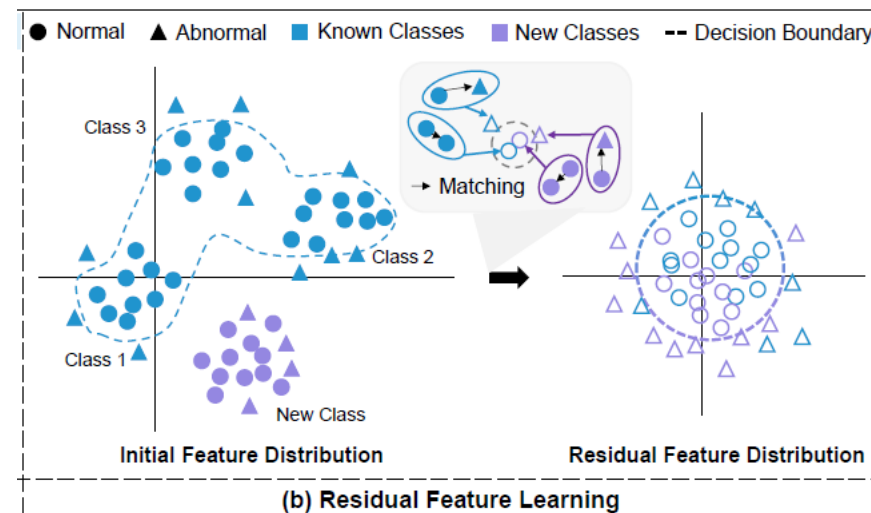 Normal Abnormal Known Classes New Classes Decision Boundary
Class 3
Matching
Class 2
Class 1
New Class
Initial Feature Distribution Residual Feature Distribution
(b) Residual Feature Learning